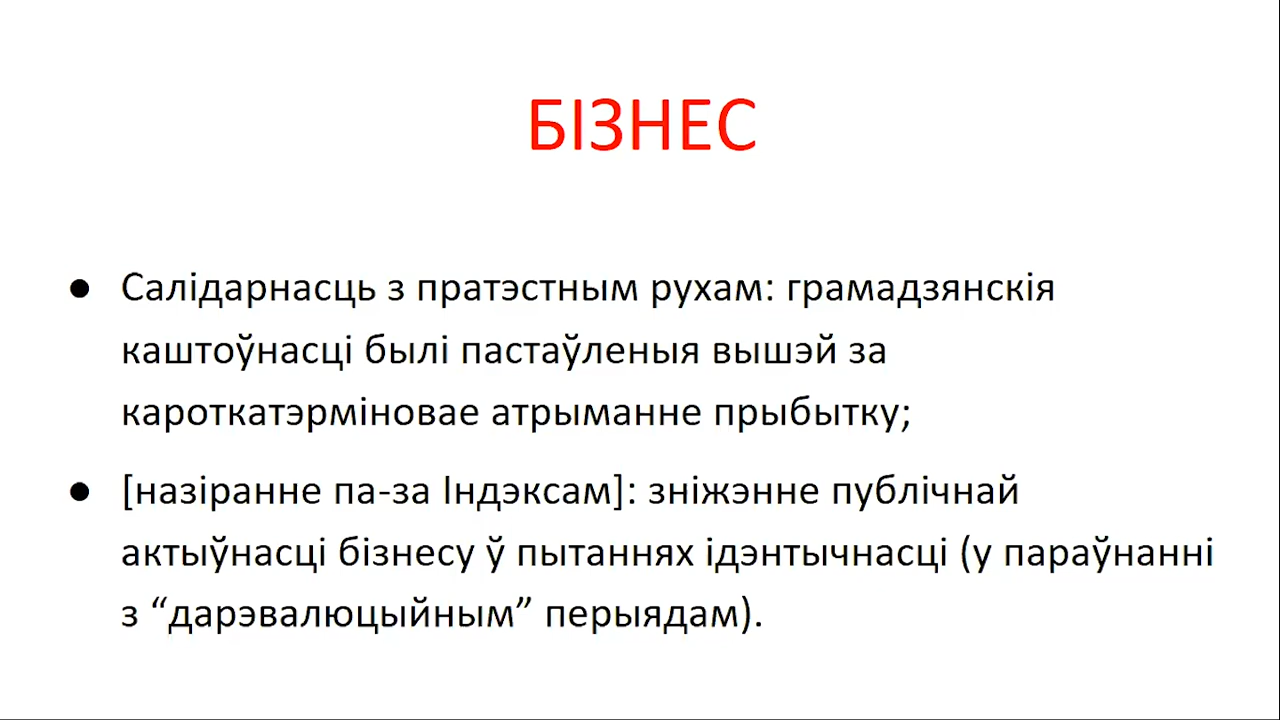 БІЗНЕС
● Салідарнасць з пратэстным рухам: грамадзянскія
каштоўнасці былі пастаўленыя вышэй за
кароткатэрміновае атрыманне прыбытку;
● [назіранне па-за Індэксам]: зніжэнне публічнай
актыўнасці бізнесу ў пытаннях ідэнтычнасці (у параўнанні
з “дарэвалюцыйным” перыядам).